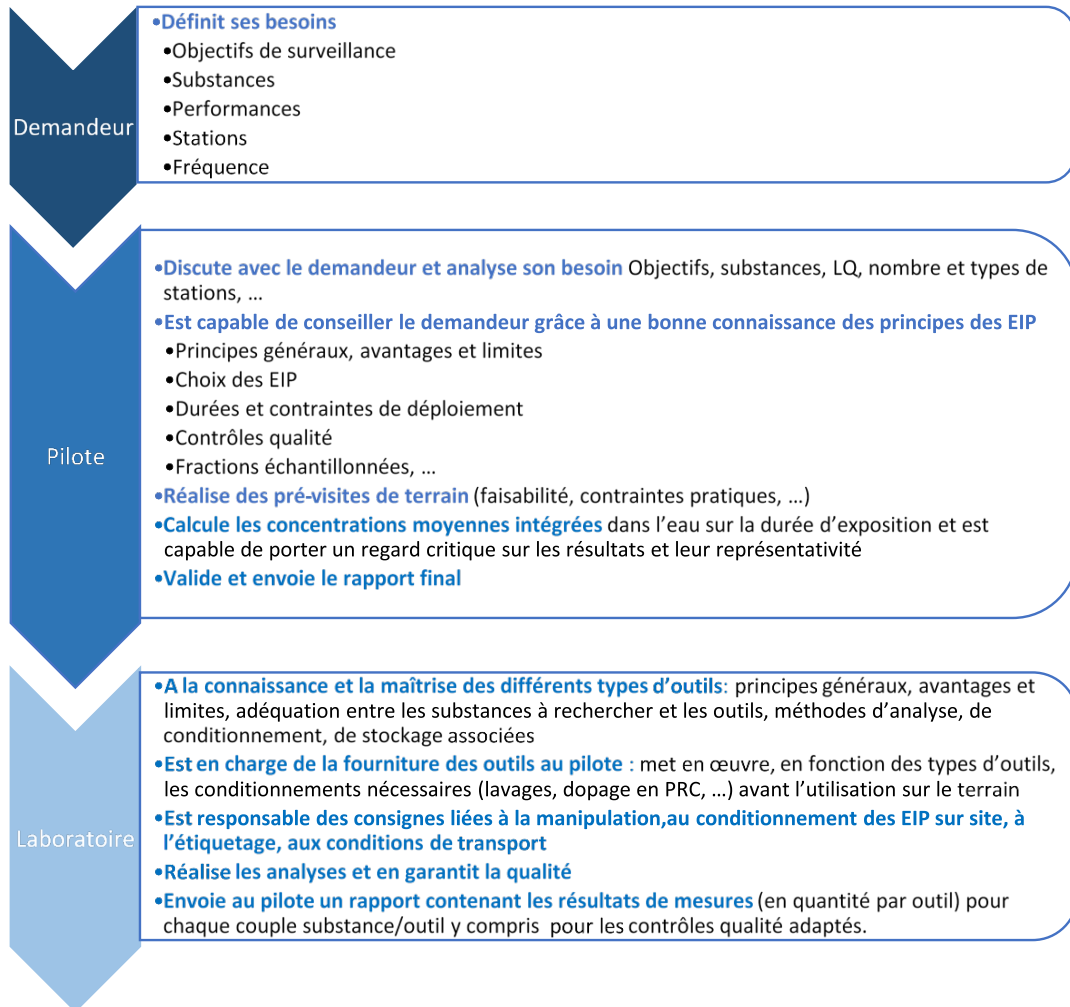 Demandeur
•Définit ses besoins
•Objectifs de surveillance
•Substances
•Performances
•Stations
•Fréquence
Pilote
•Discute avec le demandeur et analyse son besoin Objectifs, substances, LQ, nombre et types de
stations, …
•Est capable de conseiller le demandeur grâce à une bonne connaissance des principes des EIP
•Principes généraux, avantages et limites
•Choix des EIP
•Durées et contraintes de déploiement
•Contrôles qualité
•Fractions échantillonnées, …
•Réalise des pré-visites de terrain (faisabilité, contraintes pratiques, …)
•Calcule les concentrations moyennes intégrées dans l’eau sur la durée d’exposition et est
capable de porter un regard critique sur les résultats et leur représentativité
•Valide et envoie le rapport final
Laboratoire
•A la connaissance et la maîtrise des différents types d’outils: principes généraux, avantages et
limites, adéquation entre les substances à rechercher et les outils, méthodes d’analyse, de
conditionnement, de stockage associées
•Est en charge de la fourniture des outils au pilote : met en œuvre, en fonction des types d’outils,
les conditionnements nécessaires (lavages, dopage en PRC, …) avant l’utilisation sur le terrain
•Est responsable des consignes liées à la manipulation,au conditionnement des EIP sur site, à
l’étiquetage, aux conditions de transport
•Réalise les analyses et en garantit la qualité
•Envoie au pilote un rapport contenant les résultats de mesures (en quantité par outil) pour
chaque couple substance/outil y compris pour les contrôles qualité adaptés.